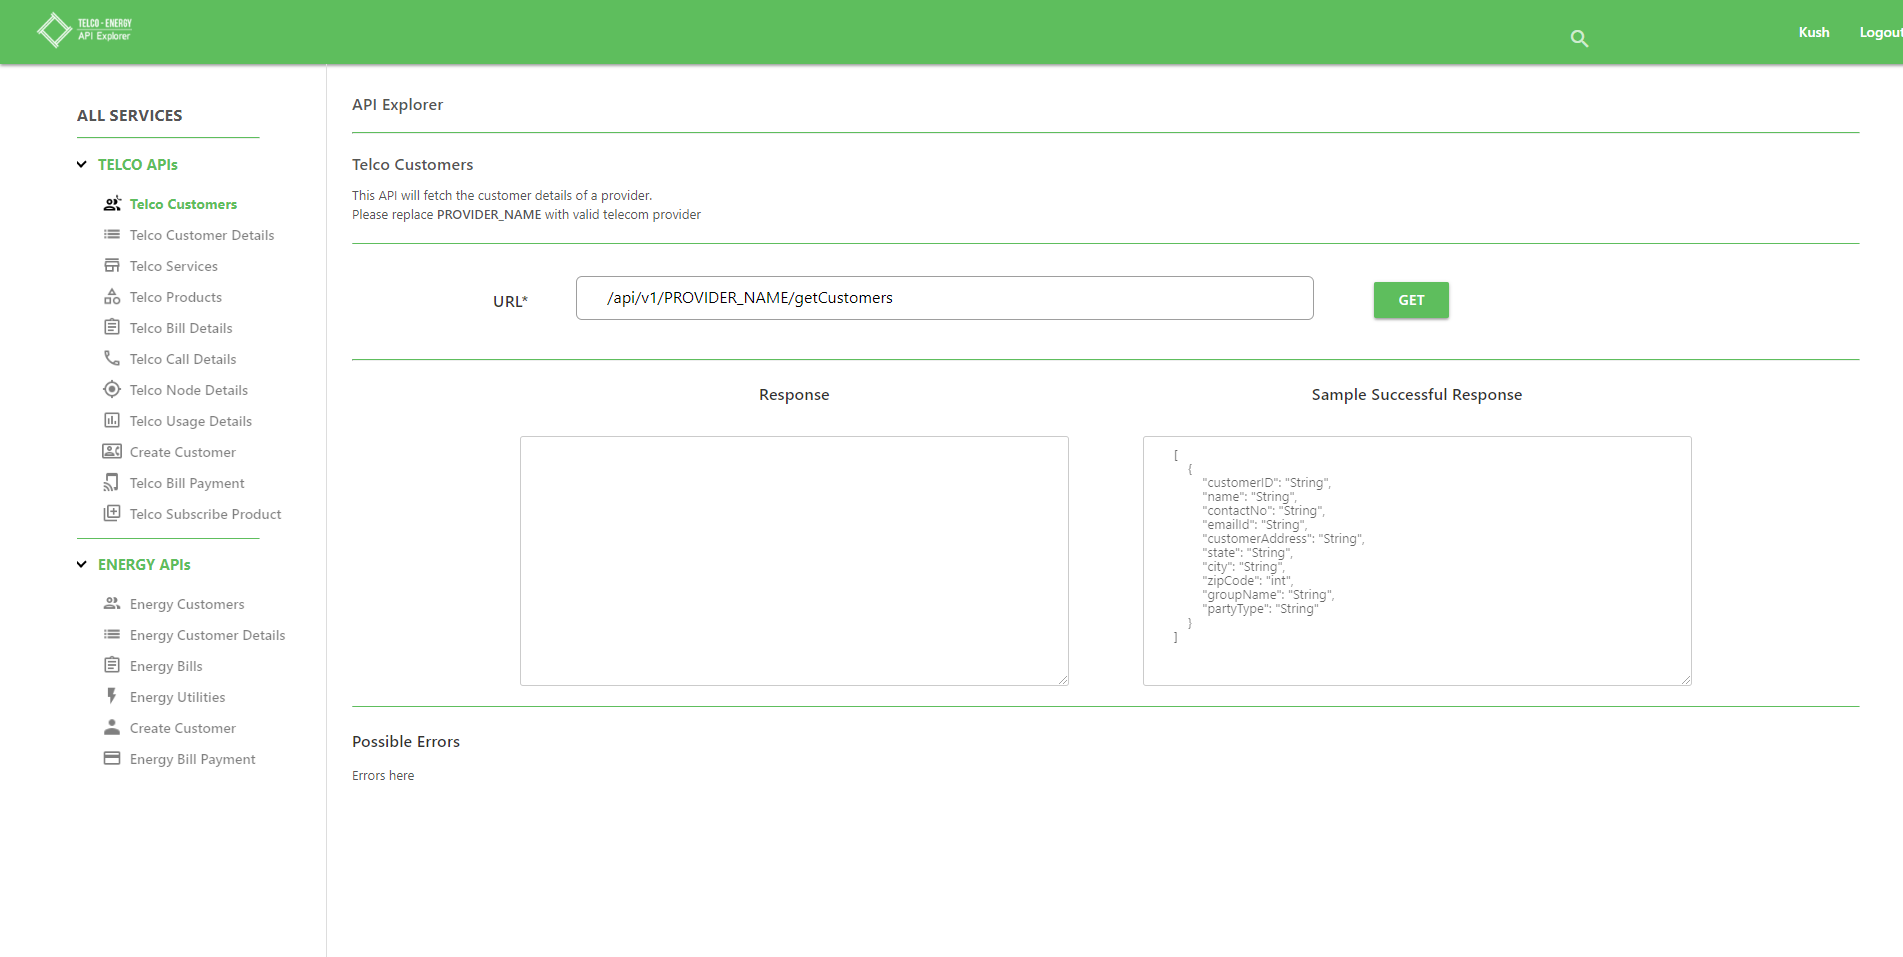 TELCO - ENERGY
API Explorer
Kush
Logout
ALL SERVICES
TELCO APIs
Telco Customers
Telco Customer Details
Telco Services
Telco Products
Telco Bill Details
Telco Call Details
Telco Node Details
Telco Usage Details
Create Customer
Telco Bill Payment
Telco Subscribe Product
ENERGY APIs
Energy Customers
Energy Customer Details
Energy Bills
Energy Utilities
Create Customer
Energy Bill Payment
API Explorer
Telco Customers
This API will fetch the customer details of a provider.
Please replace PROVIDER_NAME with valid telecom provider
URL*
/api/v1/PROVIDER_NAME/getCustomers
GET
Response
Sample Successful Response
[
{
"customerID": "String",
"name": "String",
"contactNo": "String",
"emailId": "String",
"customerAddress": "String",
"state": "String",
"city": "String",
"zipCode": "int",
"groupName": "String",
"partyType": "String"
}
]
Possible Errors
Errors here